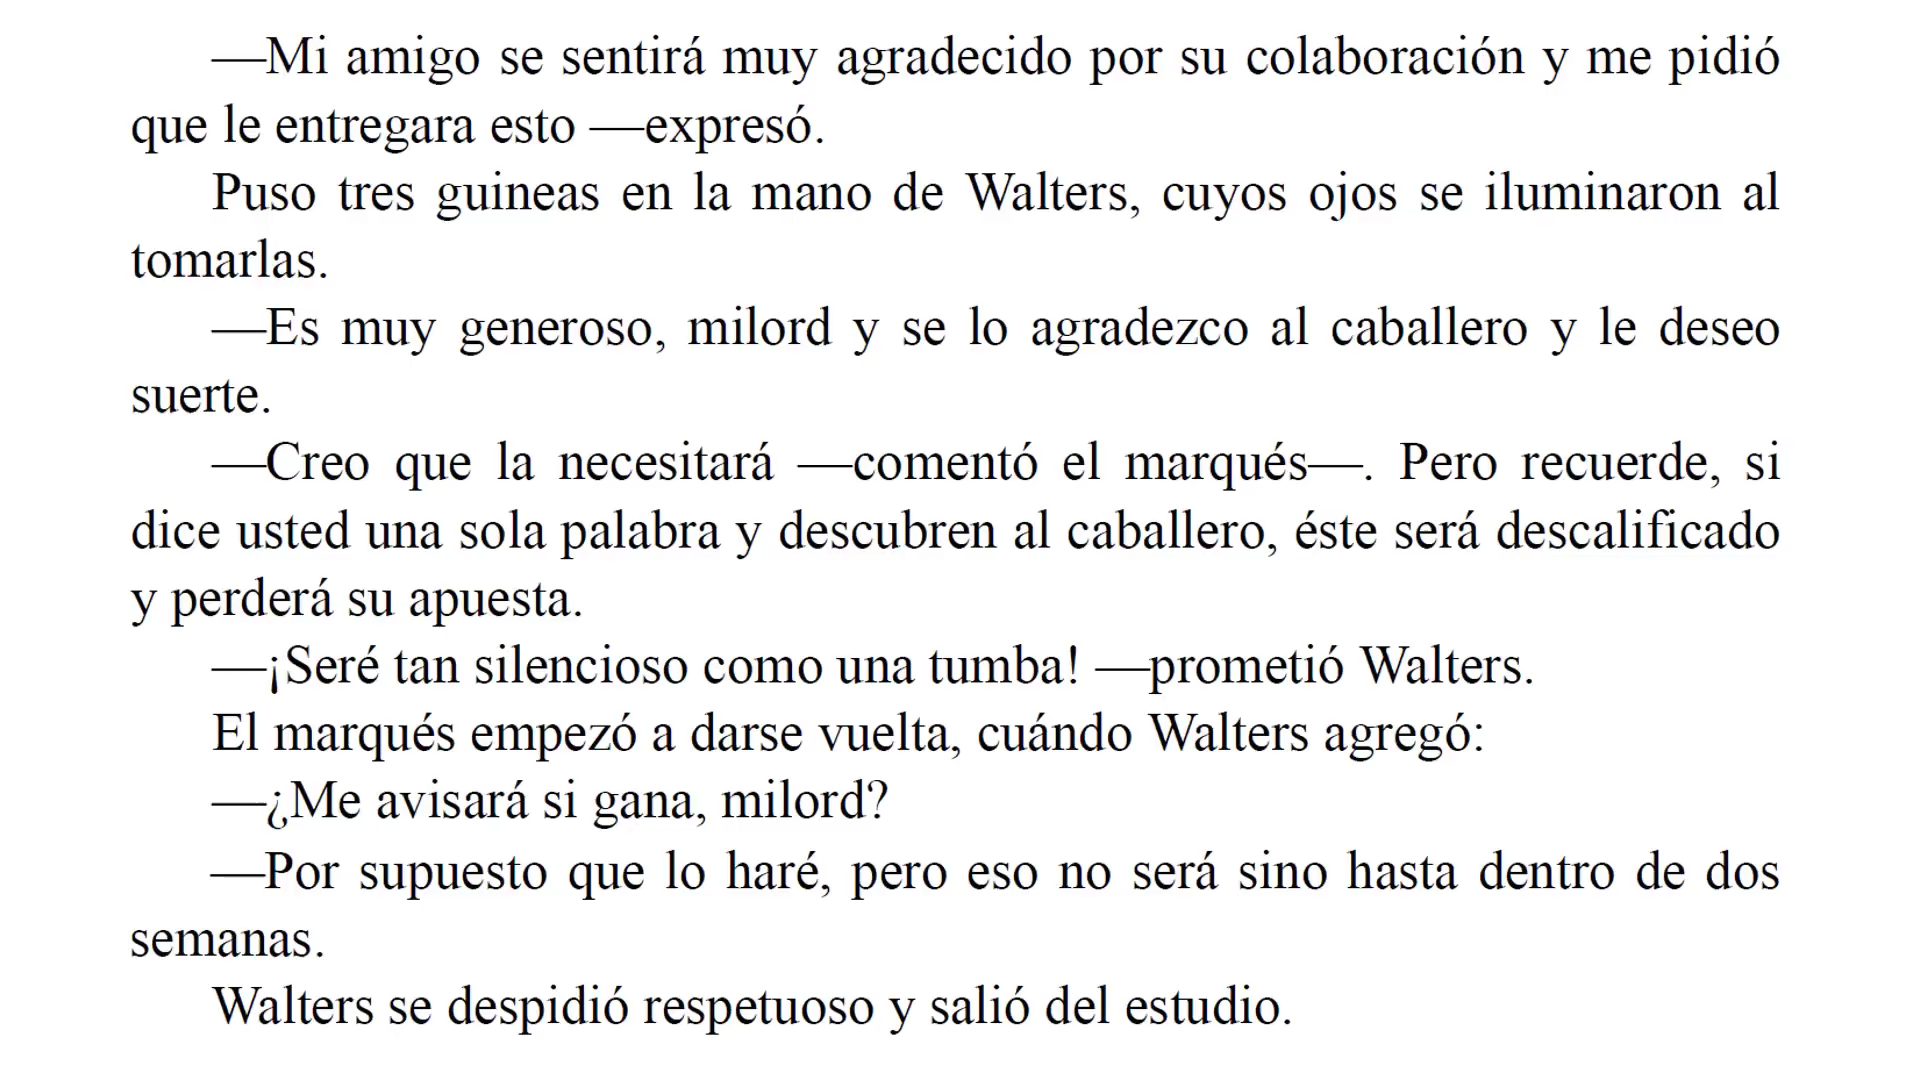 —Mi amigo se sentirá muy agradecido por su colaboración y me pidió
que le entregara esto —expresó.
Puso tres guineas en la mano de Walters, cuyos ojos se iluminaron al
tomarlas.
—Es muy generoso, milord y se lo agradezco al caballero y le deseo
suerte.
—Creo que la necesitará —comentó el marqués—. Pero recuerde, si
dice usted una sola palabra y descubren al caballero, éste será descalificado
y perderá su apuesta.
—¡Seré tan silencioso como una tumba! —prometió Walters.
El marqués empezó a darse vuelta, cuándo Walters agregó:
—¿Me avisará si gana, milord?
—Por supuesto que lo haré, pero eso no será sino hasta dentro de dos
semanas.
Walters se despidió respetuoso y salió del estudio.